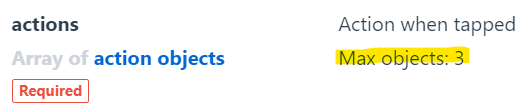 actions
Action when tapped
Array of action objects
Max objects: 3
Required